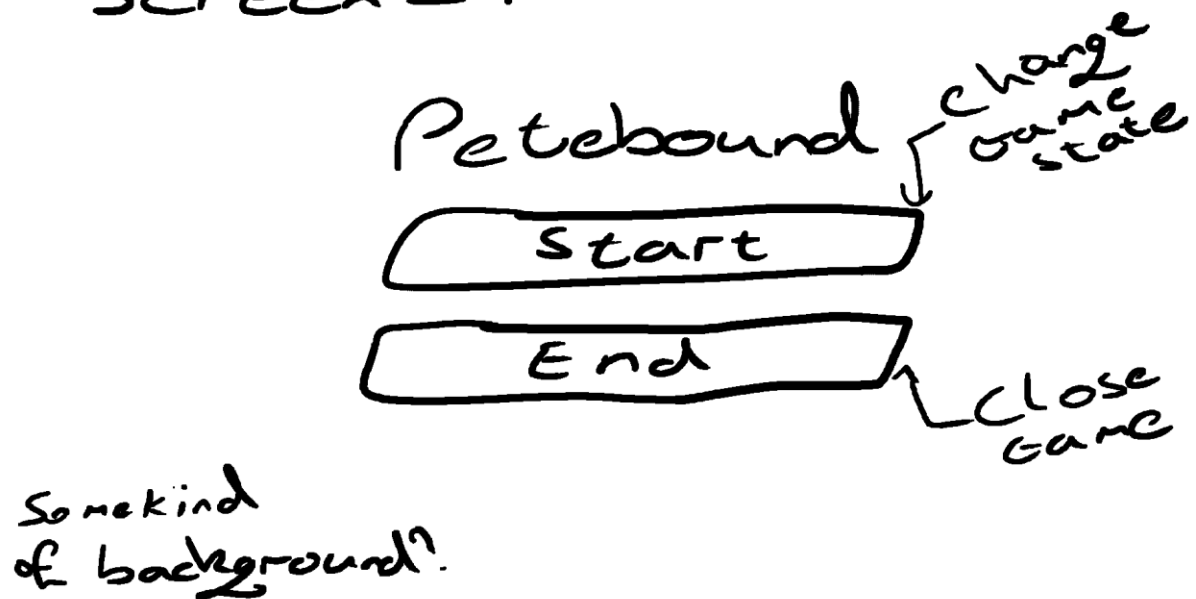 Petebound
change
game
state
Start
End
close
game
Somekind
of background?